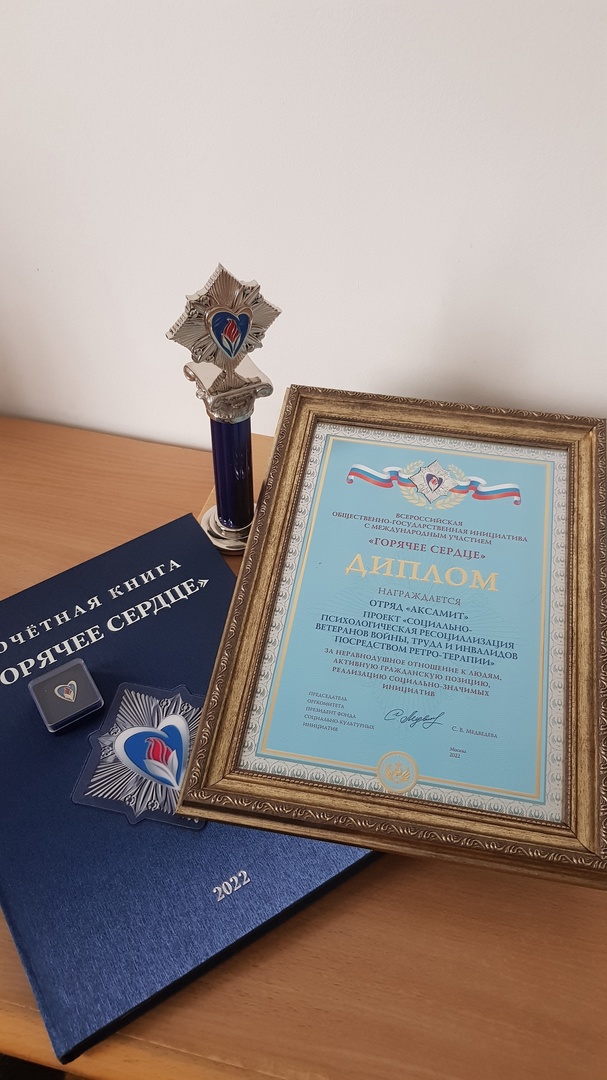 ПОЧЁТНАЯ КНИГА
«ГОРЯЧЕЕ СЕРДЦЕ»
2022
ВСЕРОССИЙСКАЯ
ОБЩЕСТВЕННО-ГОСУДАРСТВЕННАЯ ИНИЦИАТИВА
С МЕЖДУНАРОДНЫМ УЧАСТИЕМ
«ГОРЯЧЕЕ СЕРДЦЕ»
ДИПЛОМ
НАГРАЖДАЕТСЯ
ОТРЯД «АКСАМИТ»
ПРОЕКТ «СОЦИАЛЬНО-
ПСИХОЛОГИЧЕСКАЯ РЕСОЦИАЛИЗАЦИЯ
ВЕТЕРАНОВ ВОЙНЫ, ТРУДА И ИНВАЛИДОВ
ПОСРЕДСТВОМ РЕТРО-ТЕРАПИИ»
ЗА НЕРАВНОДУШНОЕ ОТНОШЕНИЕ К ЛЮДЯМ,
АКТИВНУЮ ГРАЖДАНСКУЮ ПОЗИЦИЮ,
РЕАЛИЗАЦИЮ СОЦИАЛЬНО-ЗНАЧИМЫХ
ИНИЦИАТИВ
ПРЕДСЕДАТЕЛЬ
ОРГКОМИТЕТА
ПРЕЗИДЕНТ ФОНДА
СОЦИАЛЬНО-КУЛЬТУРНЫХ
ИНИЦИАТИВ
С. В. МЕДВЕДЕВА
Москва
2022